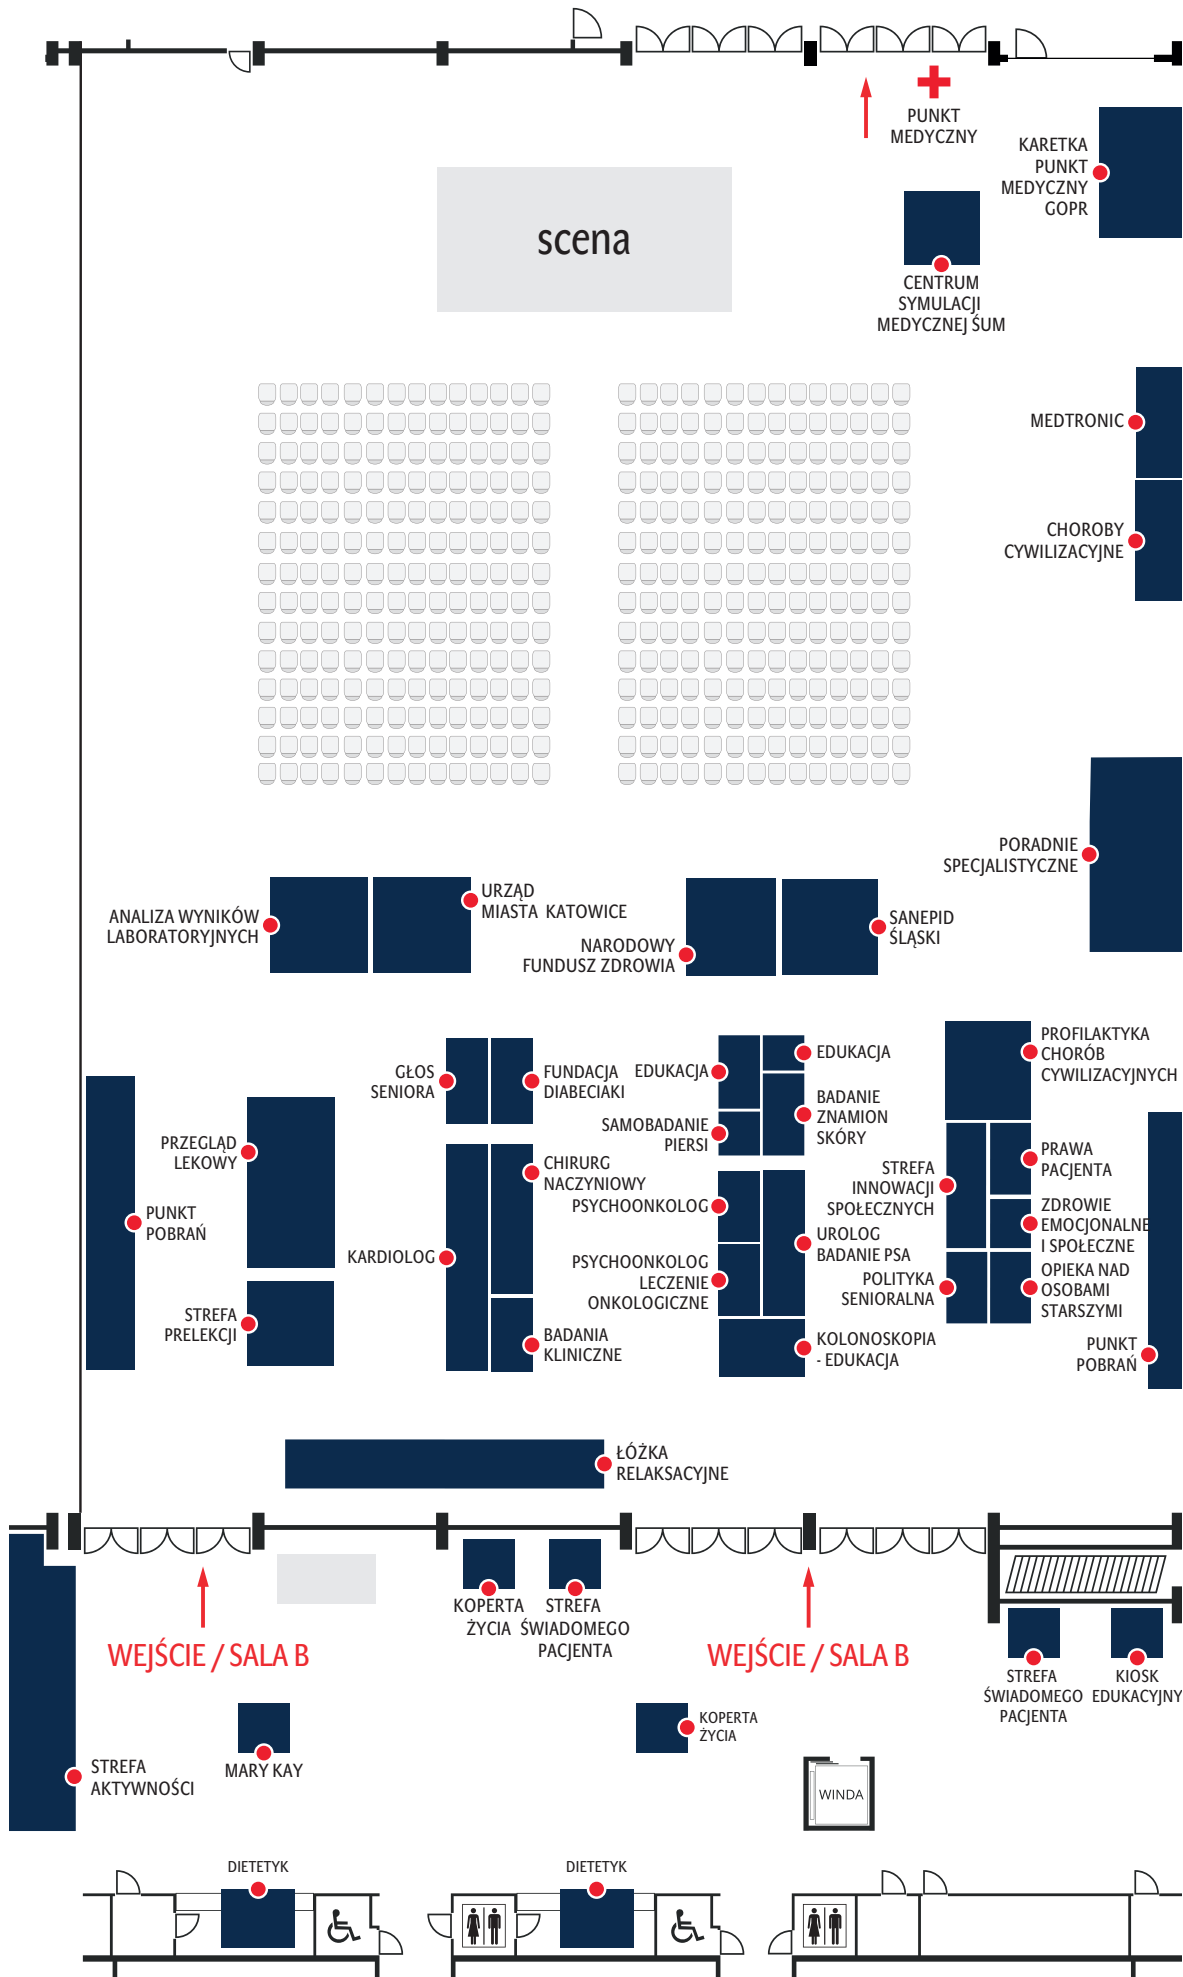 PUNKT
MEDYCZNY
KARETKA
PUNKT
MEDYCZNY
GOPR
scena
CENTRUM
SYMULACJI
MEDYCZNEJ ŚUM
MEDTRONIC
CHOROBY
CYWILIZACYJNE
PORADNIE
SPECJALISTYCZNE
ANALIZA WYNIKÓW
LABORATORYJNYCH
URZĄD
MIASTA KATOWICE
NARODOWY
FUNDUSZ ZDROWIA
SANEPID
ŚLĄSKI
GŁOS
SENIORA
FUNDACJA
DIABECIAKI
EDUKACJA
EDUKACJA
PROFILAKTYKA
CHORÓB
CYWILIZACYJNYCH
BADANIE
ZNAMION
SKÓRY
SAMOBADANIE
PIERSI
PRZEGLĄD
LEKOWY
CHIRURG
NACZYNIOWY
PRAWA
PACJENTA
STREFA
INNOWACJI
SPOŁECZNYCH
PUNKT
POBRAŃ
PSYCHOONKOLOG
ZDROWIE
EMOCJONALNE
I SPOŁECZNE
UROLOG
BADANIE PSA
KARDIOLOG
PSYCHOONKOLOG
LECZENIE
ONKOLOGICZNE
POLITYKA
SENIORALNA
OPIEKA NAD
OSOBAMI
STARSZYMI
STREFA
PRELEKCJI
BADANIA
KLINICZNE
KOLONOSKOPIA
- EDUKACJA
PUNKT
POBRAŃ
ŁÓŻKA
RELAKSACYJNE
KOPERTA
ŻYCIA
STREFA
ŚWIADOMEGO
PACJENTA
WEJŚCIE / SALA B
WEJŚCIE / SALA B
STREFA
ŚWIADOMEGO
PACJENTA
KIOSK
EDUKACYJNY
KOPERTA
ŻYCIA
MARY KAY
STREFA
AKTYWNOŚCI
WINDA
DIETETYK
DIETETYK